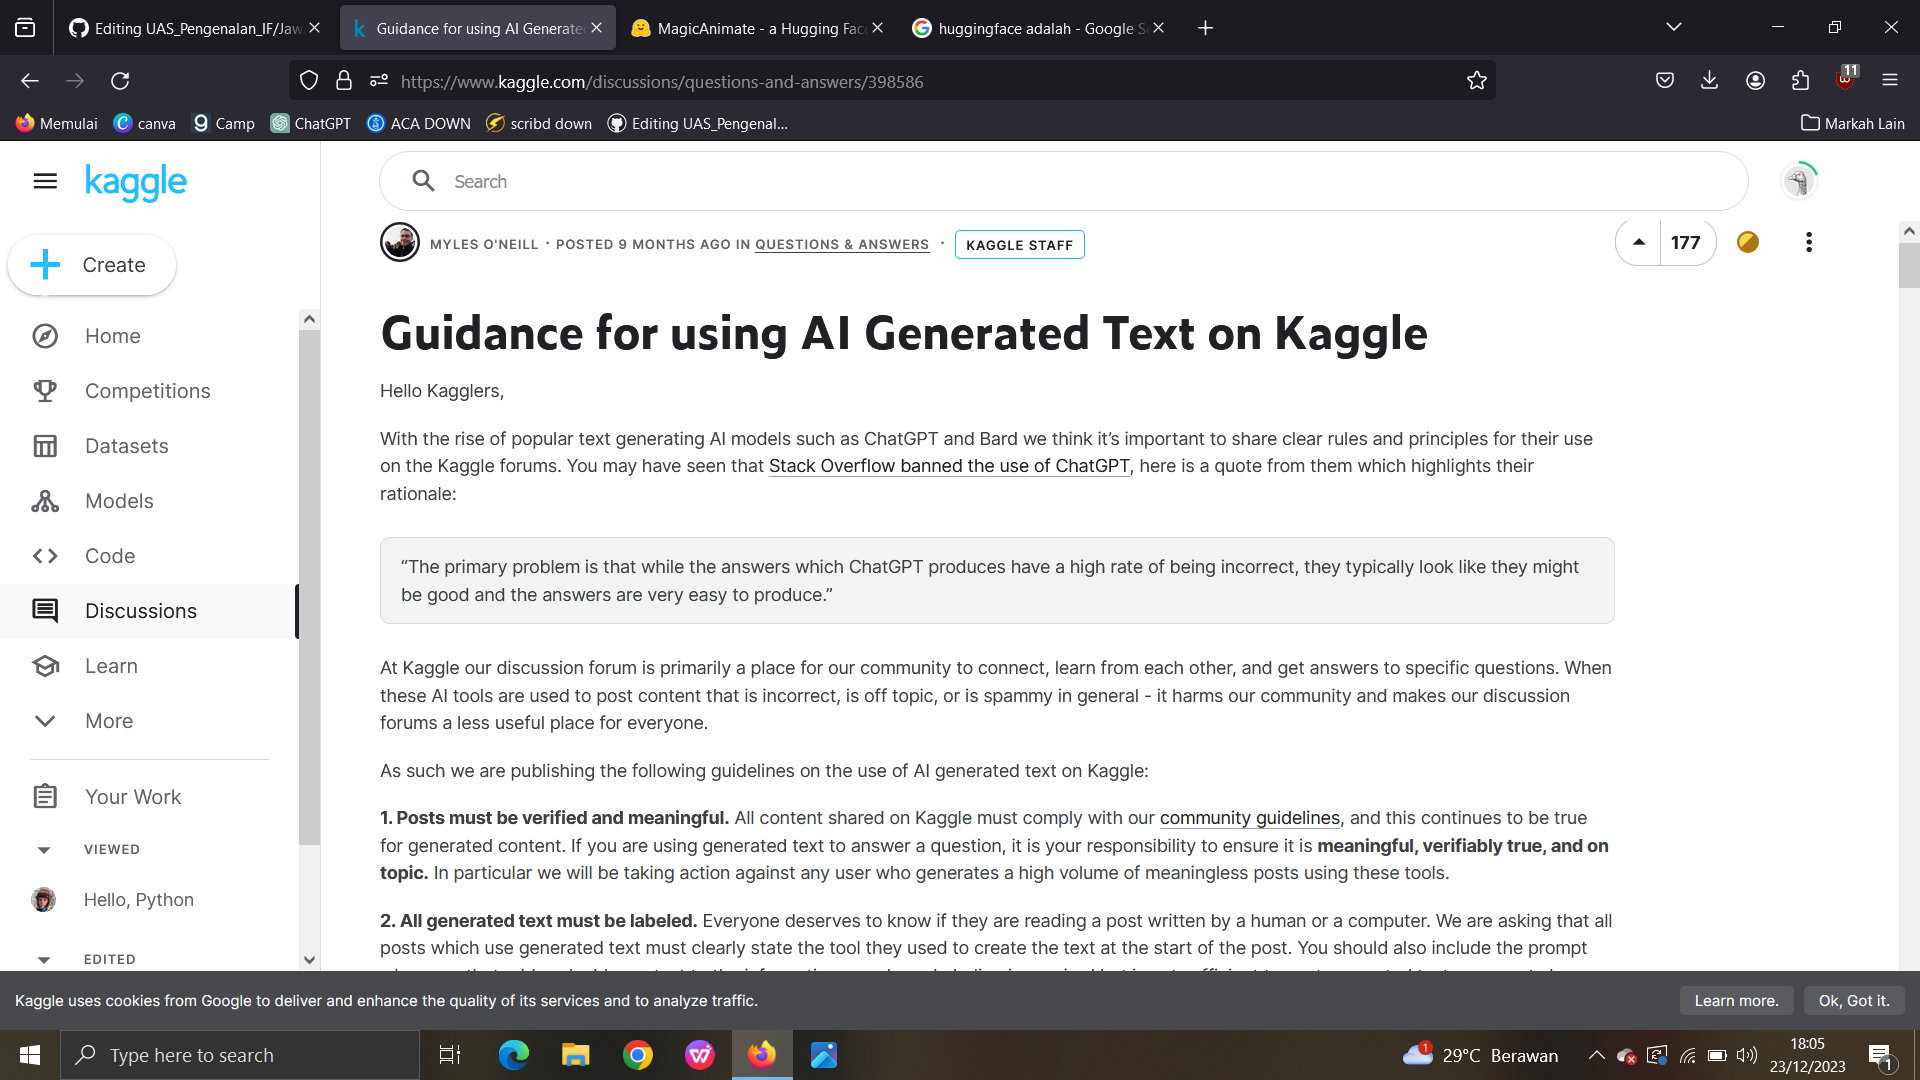 Editing UAS_Pengenalan_IF/Jaw
Guidance for using AI Generate
MagicAnimate - a Hugging Fac
huggingface adalah - Google S
https://www.kaggle.com/discussions/questions-and-answers/398586
11
Memulai
canva
Camp
ChatGPT
ACA DOWN
scribd down
Editing UAS_Pengenal...
Markah Lain
kaggle
Search
Create
Home
Competitions
Datasets
Models
Code
Discussions
Learn
More
Your Work
VIEWED
Hello, Python
EDITED
MYLES O'NEILL · POSTED 9 MONTHS AGO IN QUESTIONS & ANSWERS · KAGGLE STAFF
177
Guidance for using AI Generated Text on Kaggle
Hello Kagglers,
With the rise of popular text generating AI models such as ChatGPT and Bard we think it’s important to share clear rules and principles for their use
on the Kaggle forums. You may have seen that Stack Overflow banned the use of ChatGPT, here is a quote from them which highlights their
rationale:
“The primary problem is that while the answers which ChatGPT produces have a high rate of being incorrect, they typically look like they might
be good and the answers are very easy to produce.”
At Kaggle our discussion forum is primarily a place for our community to connect, learn from each other, and get answers to specific questions. When
these AI tools are used to post content that is incorrect, is off topic, or is spammy in general - it harms our community and makes our discussion
forums a less useful place for everyone.
As such we are publishing the following guidelines on the use of AI generated text on Kaggle:
1. Posts must be verified and meaningful. All content shared on Kaggle must comply with our community guidelines, and this continues to be true
for generated content. If you are using generated text to answer a question, it is your responsibility to ensure it is meaningful, verifiably true, and on
topic. In particular we will be taking action against any user who generates a high volume of meaningless posts using these tools.
2. All generated text must be labeled. Everyone deserves to know if they are reading a post written by a human or a computer. We are asking that all
posts which use generated text must clearly state the tool they used to create the text at the start of the post. You should also include the prompt
Kaggle uses cookies from Google to deliver and enhance the quality of its services and to analyze traffic.
Learn more.
Ok, Got it.
Type here to search
1
29°C Berawan
18:05
23/12/2023
1